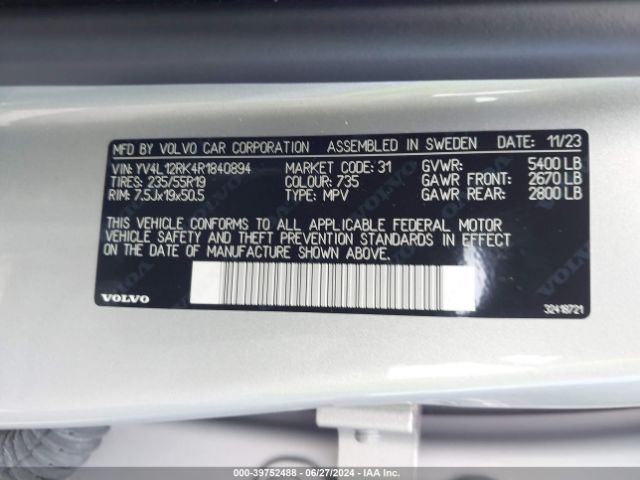 MFD BY VOLVO CAR CORPORATION ASSEMBLED IN SWEDEN DATE: 11/23
VIN: YV4L12RK4R1840894 MARKET CODE: 31 GVWR: 5400 LB
TIRES: 235/55R19 COLOUR: 735 GAWR FRONT: 2670 LB
RIM: 7.5Jx19x50.5 TYPE: MPV GAWR REAR: 2800 LB
THIS VEHICLE CONFORMS TO ALL APPLICABLE FEDERAL MOTOR
VEHICLE SAFETY AND THEFT PREVENTION STANDARDS IN EFFECT
ON THE DATE OF MANUFACTURE SHOWN ABOVE.
VOLVO
32419721
000-39752488 - 06/27/2024 - IAA Inc.